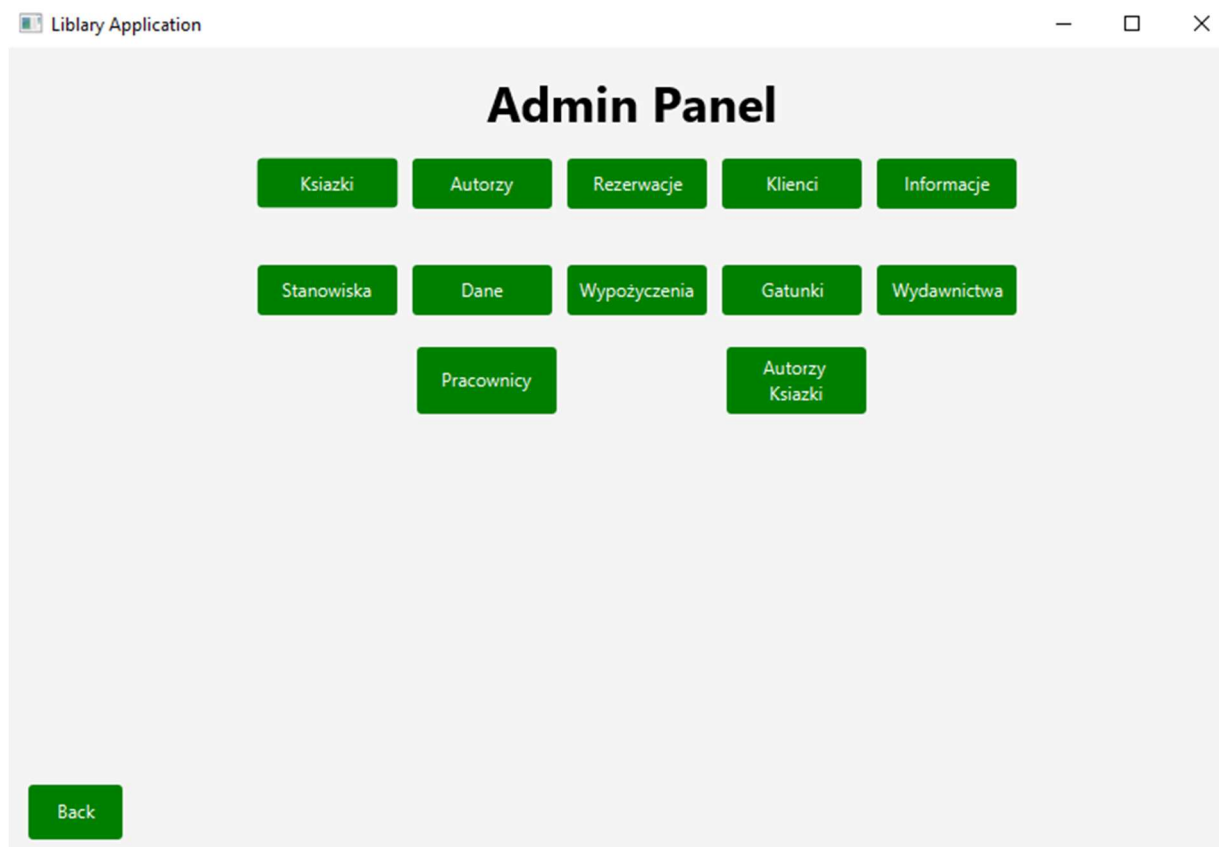 Liblary Application
Admin Panel
Ksiazki
Autorzy
Rezerwacje
Klienci
Informacje
Stanowiska
Dane
Wypożyczenia
Gatunki
Wydawnictwa
Pracownicy
Autorzy
Ksiazki
Back